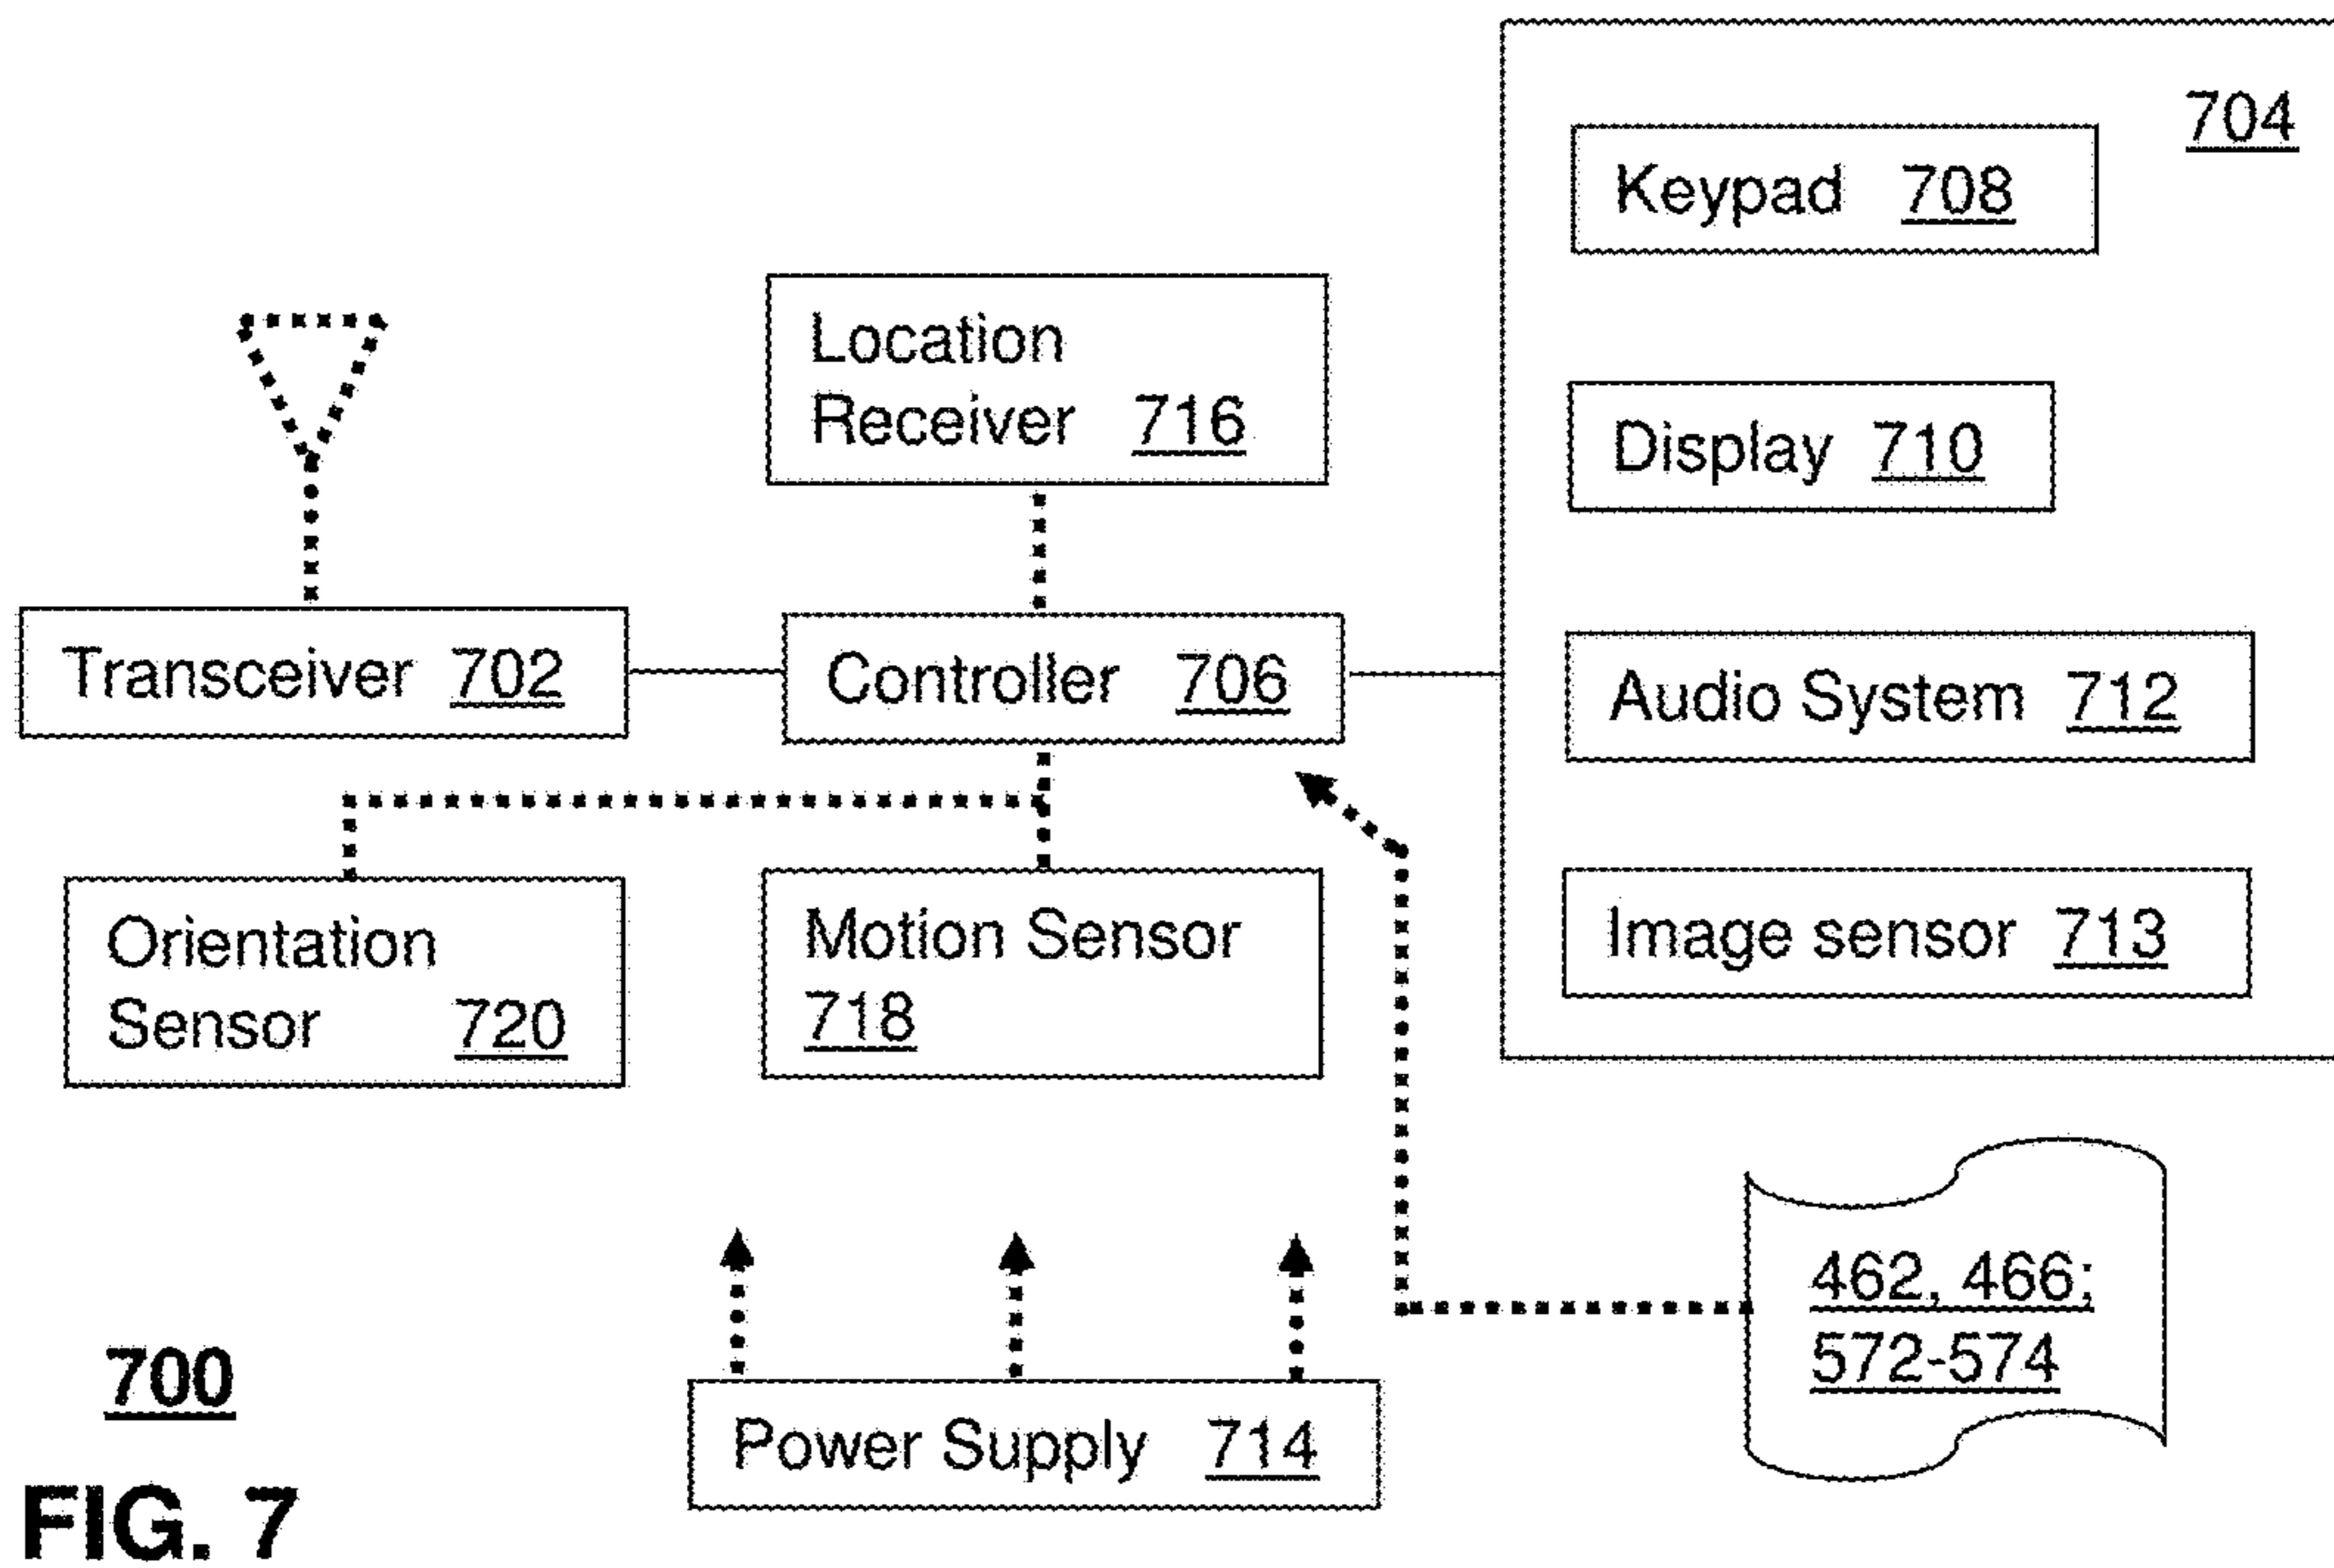 704
Keypad 708
Location
Receiver 716
Display 710
Transceiver 702
Controller 706
Audio System 712
Orientation
Sensor 720
Motion Sensor
718
Image sensor 713
462, 466;
572-574
700
Power Supply 714
FIG. 7